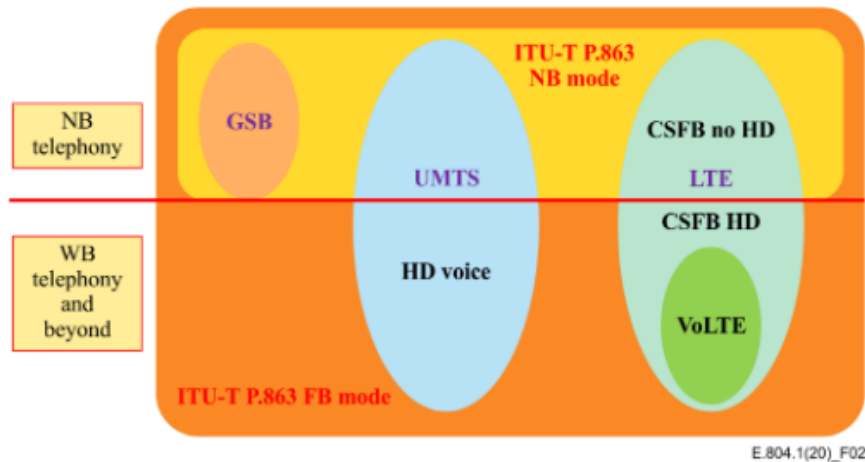 ITU-T P.863
NB mode
NB
telephony
GSB
CSFB no HD
UMTS
LTE
CSFB HD
WB
telephony
and
beyond
HD voice
VoLTE
ITU-T P.863 FB mode
E.804.1(20)_F02